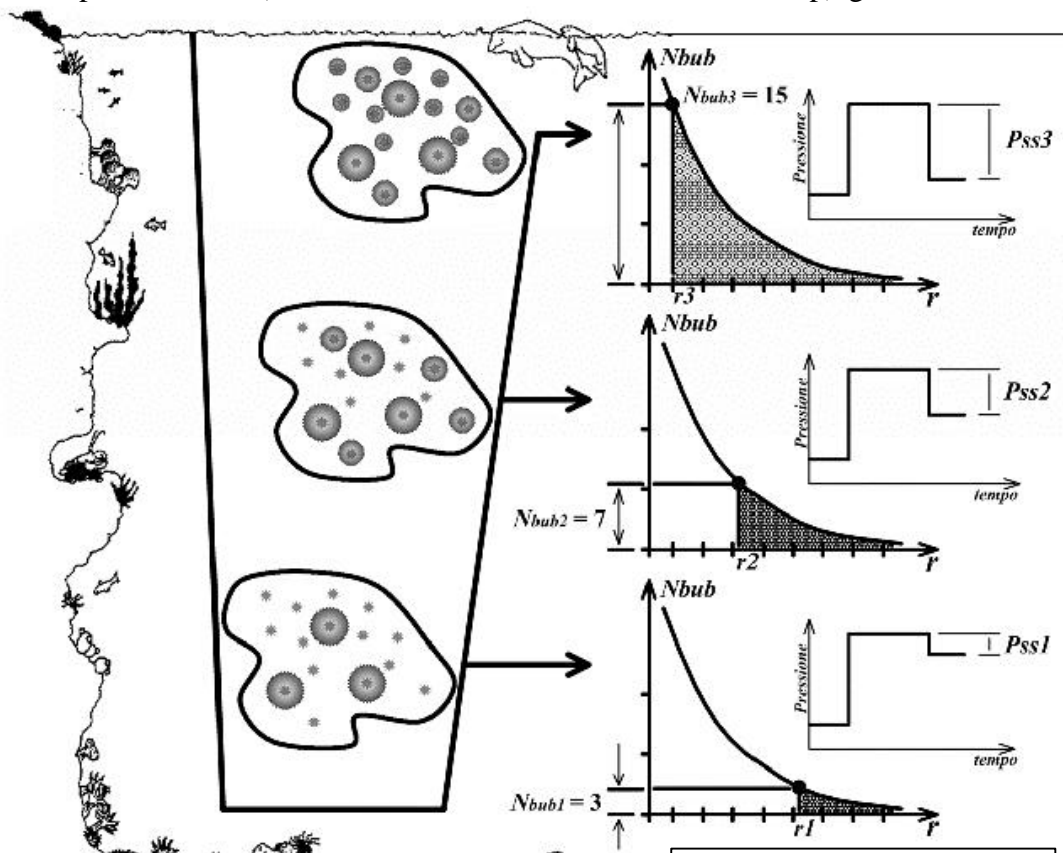 Nbub
Nbub3 = 15
Pressione
Pss3
tempo
r3
r
Nbub
Pressione
Pss2
tempo
Nbub2 = 7
r2
r
Nbub
Pressione
Pss1
tempo
Nbub1 = 3
r1
r